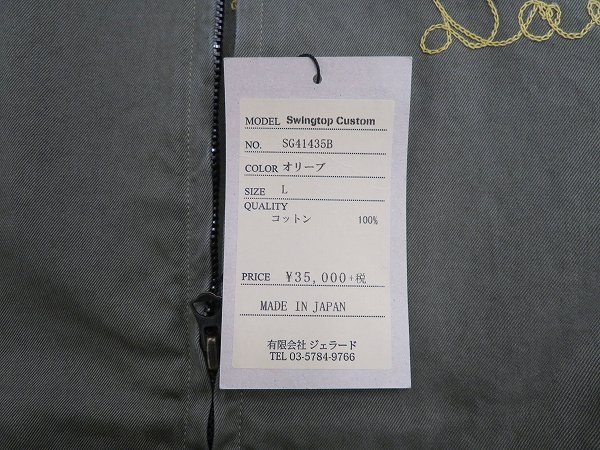 MODEL Swingtop Custom
NO. SG41435B
COLOR オリーブ
SIZE L
QUALITY
コットン 100%
PRICE ¥35,000+税
MADE IN JAPAN
有限会社 ジェラード
TEL 03-5784-9766